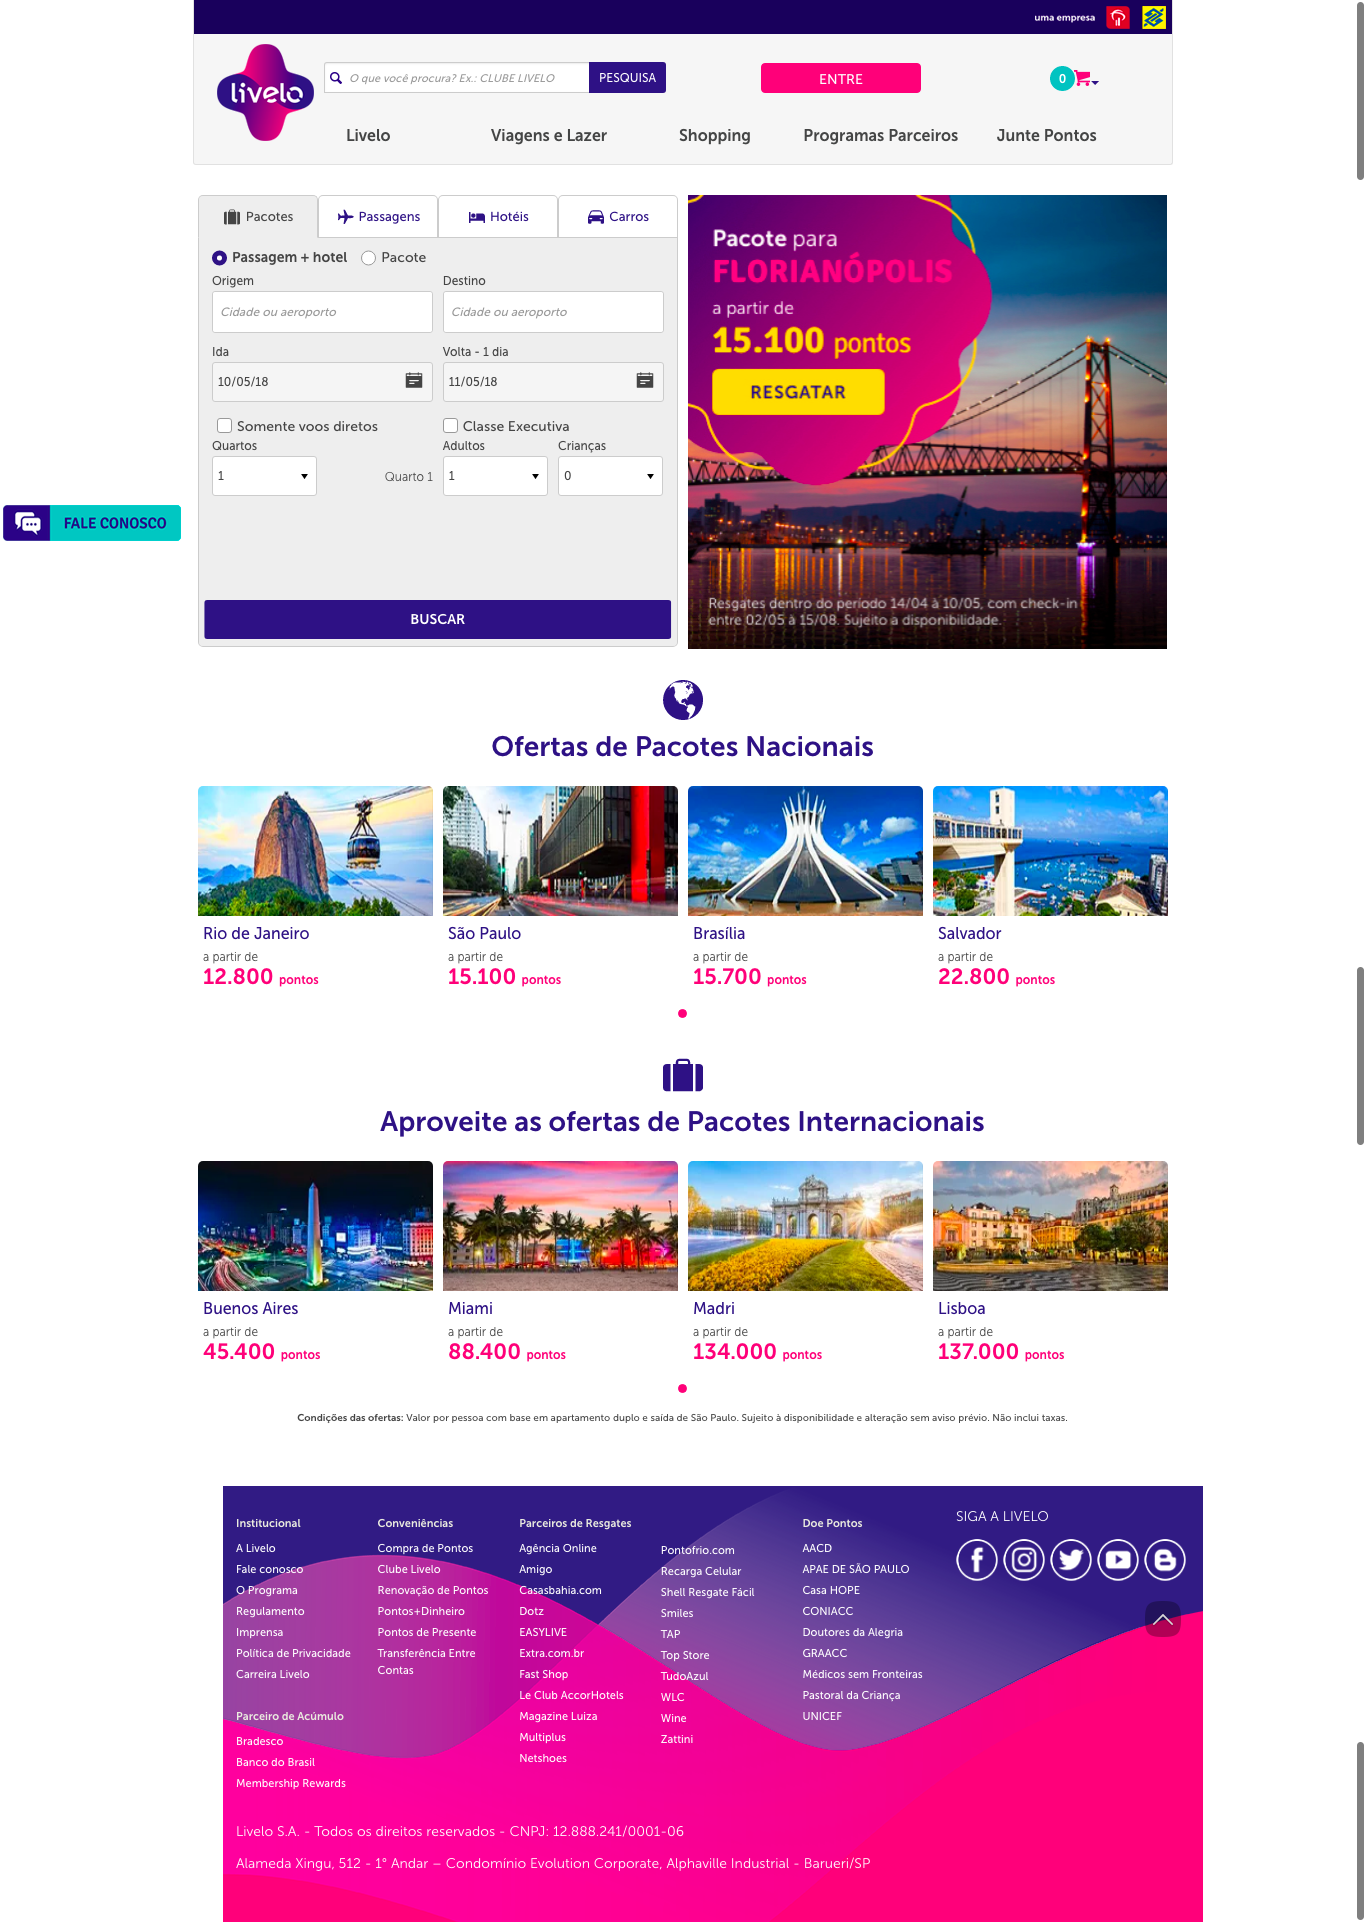 uma empresa
livelo
O que você procura? Ex.: CLUBE LIVELO
PESQUISA
ENTRE
0
Livelo
Viagens e Lazer
Shopping
Programas Parceiros
Junte Pontos
Pacotes
Passagens
Hotéis
Carros
Passagem + hotel
Pacote
Origem
Destino
Cidade ou aeroporto
Cidade ou aeroporto
Ida
Volta - 1 dia
10/05/18
11/05/18
Somente voos diretos
Classe Executiva
Quartos
Adultos
Crianças
1
Quarto 1
1
0
BUSCAR
Pacote para
FLORIANÓPOLIS
a partir de
15.100 pontos
RESGATAR
Resgates dentro do período 14/04 à 10/05, com check-in
entre 02/05 à 15/08. Sujeito a disponibilidade.
FALE CONOSCO
Ofertas de Pacotes Nacionais
Rio de Janeiro
a partir de
12.800 pontos
São Paulo
a partir de
15.100 pontos
Brasília
a partir de
15.700 pontos
Salvador
a partir de
22.800 pontos
Aproveite as ofertas de Pacotes Internacionais
Buenos Aires
a partir de
45.400 pontos
Miami
a partir de
88.400 pontos
Madri
a partir de
134.000 pontos
Lisboa
a partir de
137.000 pontos
Condições das ofertas: Valor por pessoa com base em apartamento duplo e saída de São Paulo. Sujeito à disponibilidade e alteração sem aviso prévio. Não inclui taxas.
Institucional
A Livelo
Fale conosco
O Programa
Regulamento
Imprensa
Política de Privacidade
Carreira Livelo
Parceiro de Acúmulo
Bradesco
Banco do Brasil
Membership Rewards
Conveniências
Compra de Pontos
Clube Livelo
Renovação de Pontos
Pontos+Dinheiro
Pontos de Presente
Transferência Entre
Contas
Parceiros de Resgates
Agência Online
Amigo
Casasbahia.com
Dotz
EASYLIVE
Extra.com.br
Fast Shop
Le Club AccorHotels
Magazine Luiza
Multiplus
Netshoes
Pontofrio.com
Recarga Celular
Shell Resgate Fácil
Smiles
TAP
Top Store
TudoAzul
WLC
Wine
Zattini
Doe Pontos
AACD
APAE DE SÃO PAULO
Casa HOPE
CONIACC
Doutores da Alegria
GRAACC
Médicos sem Fronteiras
Pastoral da Criança
UNICEF
SIGA A LIVELO
Livelo S.A. - Todos os direitos reservados - CNPJ: 12.888.241/0001-06
Alameda Xingu, 512 - 1° Andar – Condomínio Evolution Corporate, Alphaville Industrial - Barueri/SP